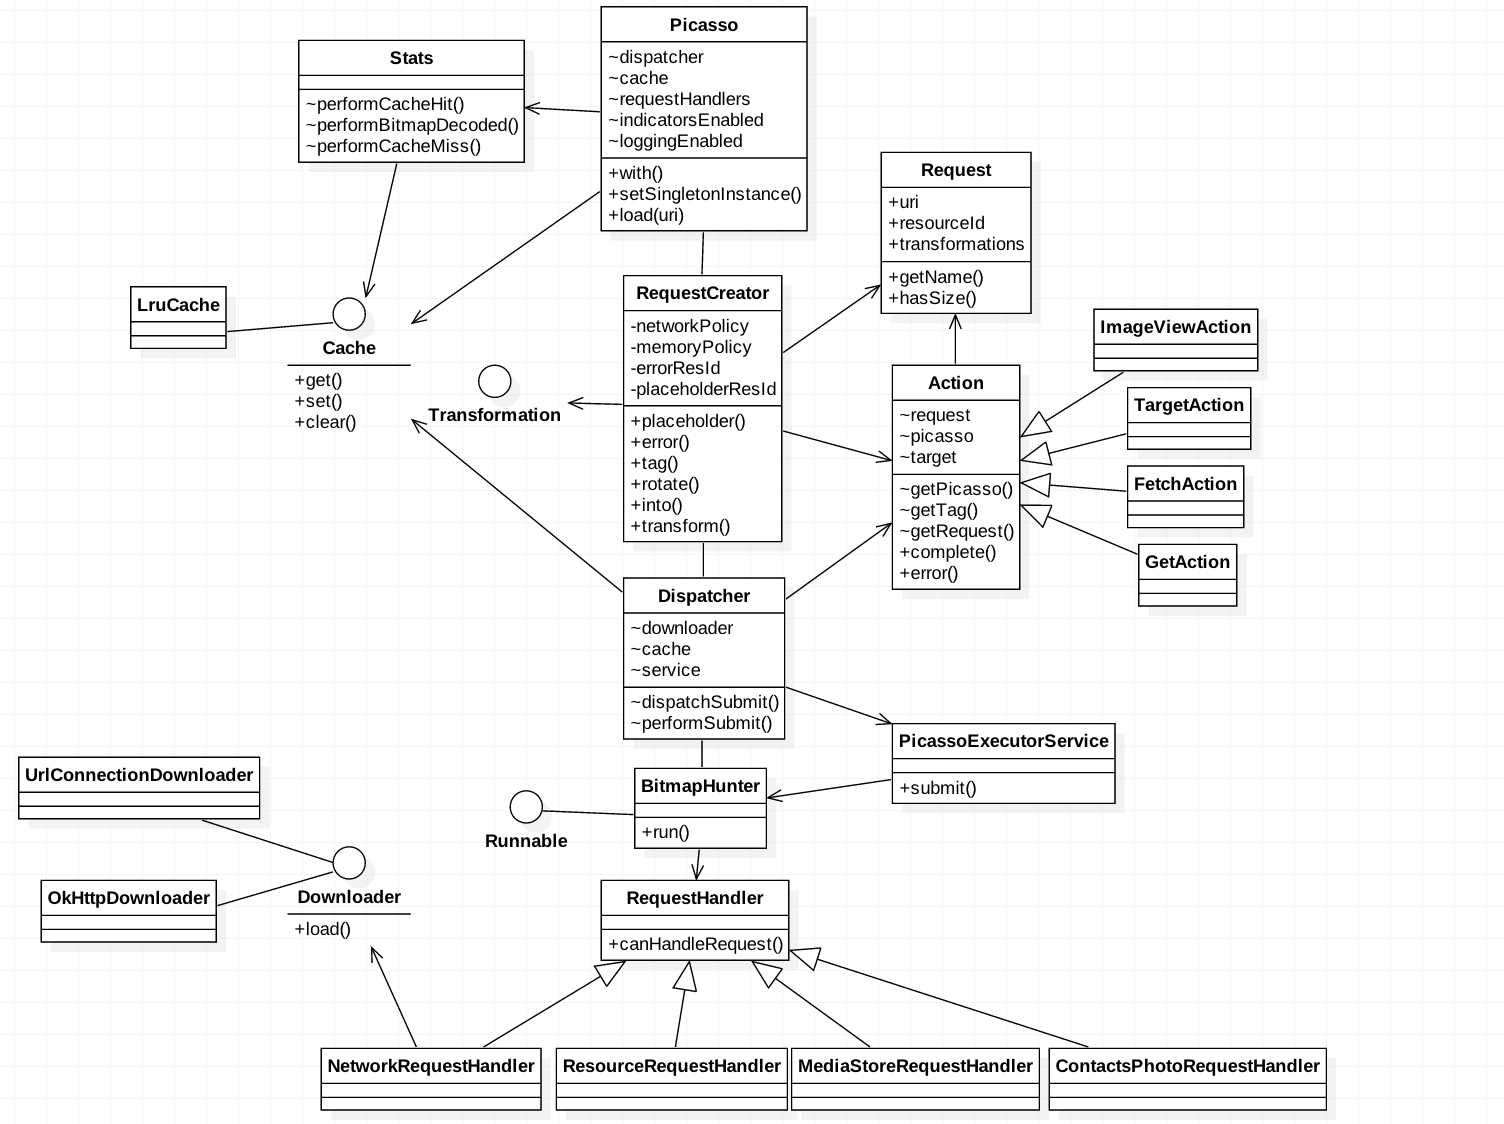 Picasso
~dispatcher
~cache
~requestHandlers
~indicatorsEnabled
~loggingEnabled
+with()
+setSingletonInstance()
+load(uri)
Stats
~performCacheHit()
~performBitmapDecoded()
~performCacheMiss()
Request
+uri
+resourceId
+transformations
+getName()
+hasSize()
LruCache
Cache
+get()
+set()
+clear()
Transformation
RequestCreator
-networkPolicy
-memoryPolicy
-errorResId
-placeholderResId
+placeholder()
+error()
+tag()
+rotate()
+into()
+transform()
Action
~request
~picasso
~target
~getPicasso()
~getTag()
~getRequest()
+complete()
+error()
ImageViewAction
TargetAction
FetchAction
GetAction
Dispatcher
~downloader
~cache
~service
~dispatchSubmit()
~performSubmit()
PicassoExecutorService
+submit()
UrlConnectionDownloader
OkHttpDownloader
Downloader
+load()
Runnable
BitmapHunter
+run()
RequestHandler
+canHandleRequest()
NetworkRequestHandler
ResourceRequestHandler
MediaStoreRequestHandler
ContactsPhotoRequestHandler